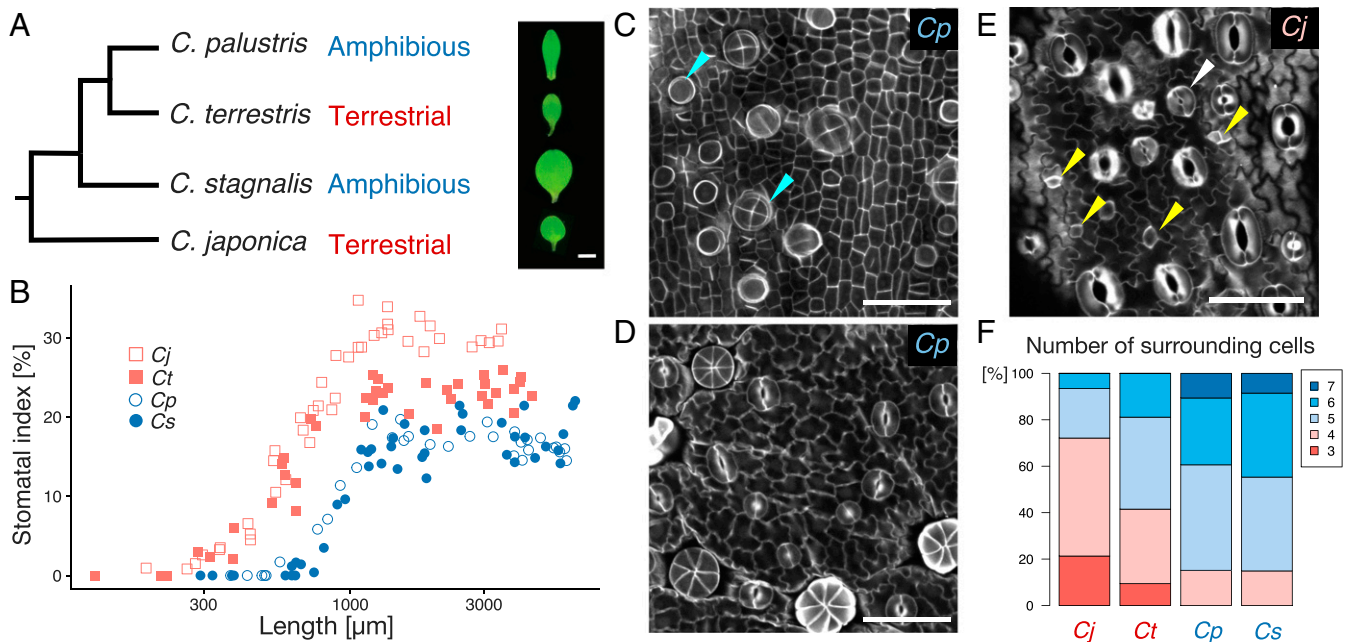 A
C. palustris Amphibious
C. terrestris Terrestrial
C. stagnalis Amphibious
C. japonica Terrestrial
B
Stomatal index [%]
30
20
10
0
Cj
Ct
Cp
Cs
300 1000 3000
Length [µm]
C
Cp
D
Cp
E
Cj
F
Number of surrounding cells
[%]
100
80
60
40
20
0
7
6
5
4
3
Cj Ct Cp Cs